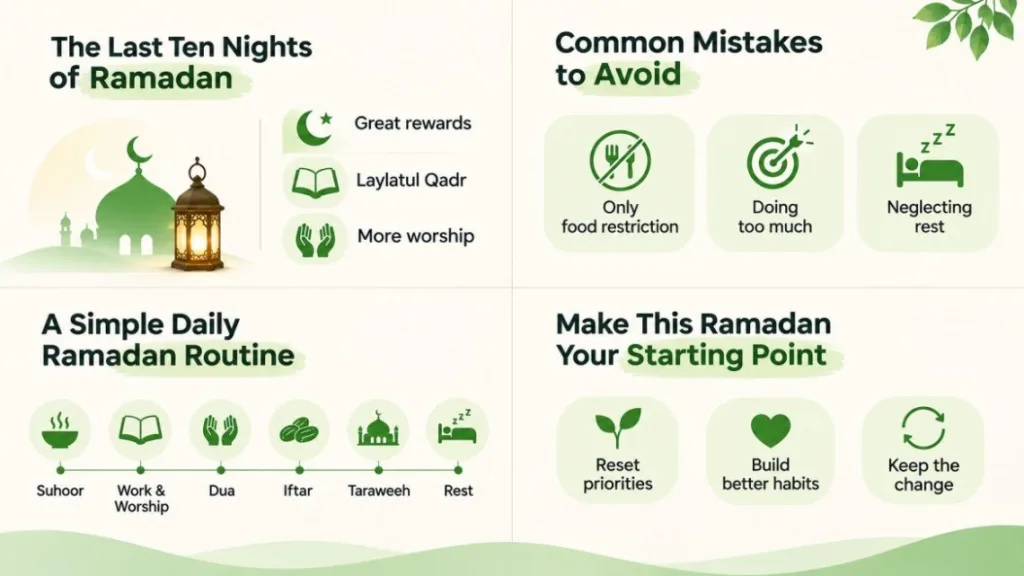 The Last Ten Nights
of Ramadan
Great rewards
Laylatul Qadr
More worship
Common Mistakes
to Avoid
Only
food restriction
Doing
too much
z z z
Neglecting
rest
A Simple Daily
Ramadan Routine
z z z
Suhoor
Work &
Worship
Dua
Iftar
Taraweeh
Rest
Make This Ramadan
Your Starting Point
Reset
priorities
Build
better habits
Keep the
change